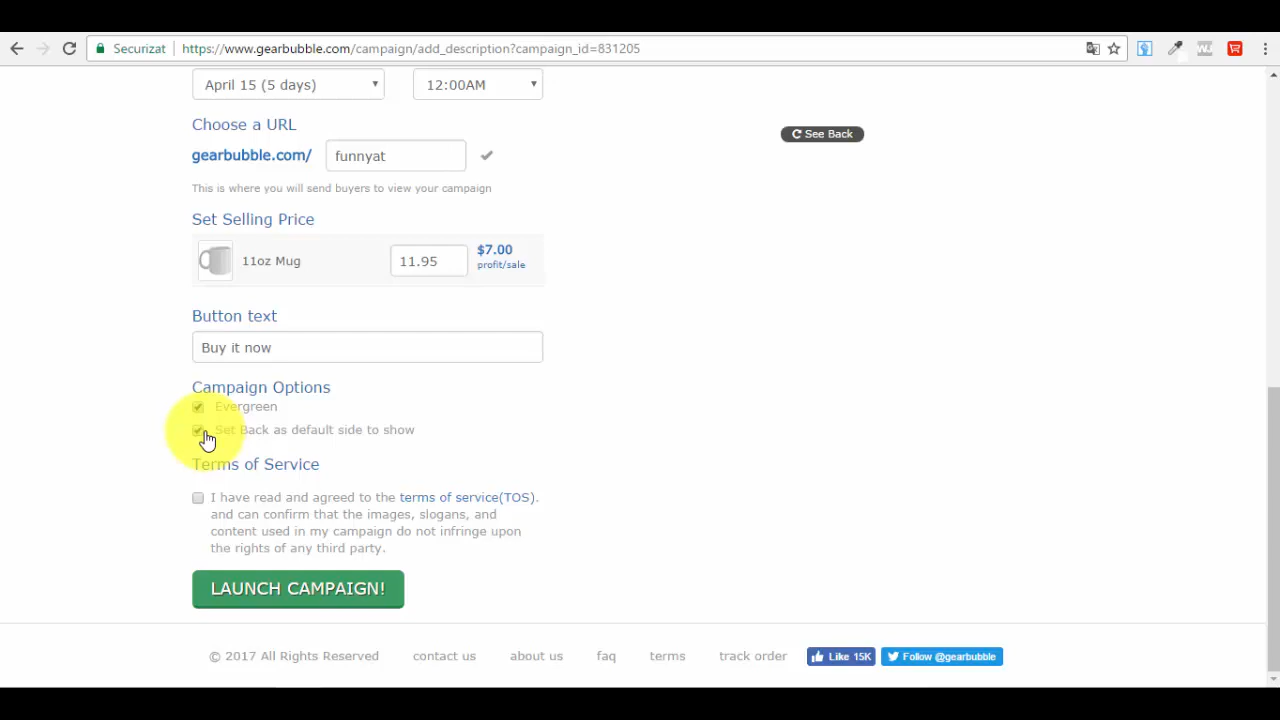 Securizat
https://www.gearbubble.com/campaign/add_description?campaign_id=831205
April 15 (5 days)
12:00AM
Choose a URL
See Back
gearbubble.com/
funnyat
This is where you will send buyers to view your campaign
Set Selling Price
11oz Mug
11.95
$7.00
profit/sale
Button text
Buy it now
Campaign Options
Evergreen
Set Back as default side to show
Terms of Service
I have read and agreed to the terms of service(TOS).
and can confirm that the images, slogans, and
content used in my campaign do not infringe upon
the rights of any third party.
LAUNCH CAMPAIGN!
© 2017 All Rights Reserved
contact us
about us
faq
terms
track order
Like 15K
Follow @gearbubble